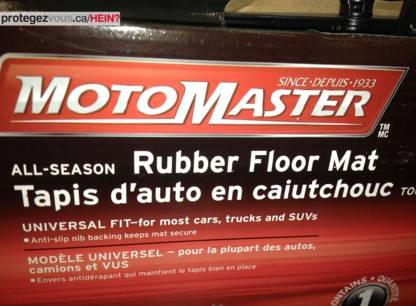 protegezvous.ca/HEIN?
SINCE·DEPUIS·1933
MOTOMASTER
TM
MC
ALL-SEASON Rubber Floor Mat
Tapis d'auto en caiutchouc TO
UNIVERSAL FIT–for most cars, trucks and SUVs
Anti-slip nib backing keeps mat secure
MODÈLE UNIVERSEL – pour la plupart des autos,
camions et VUS
Envers antidérapant qui maintient le tapis bien en place
1